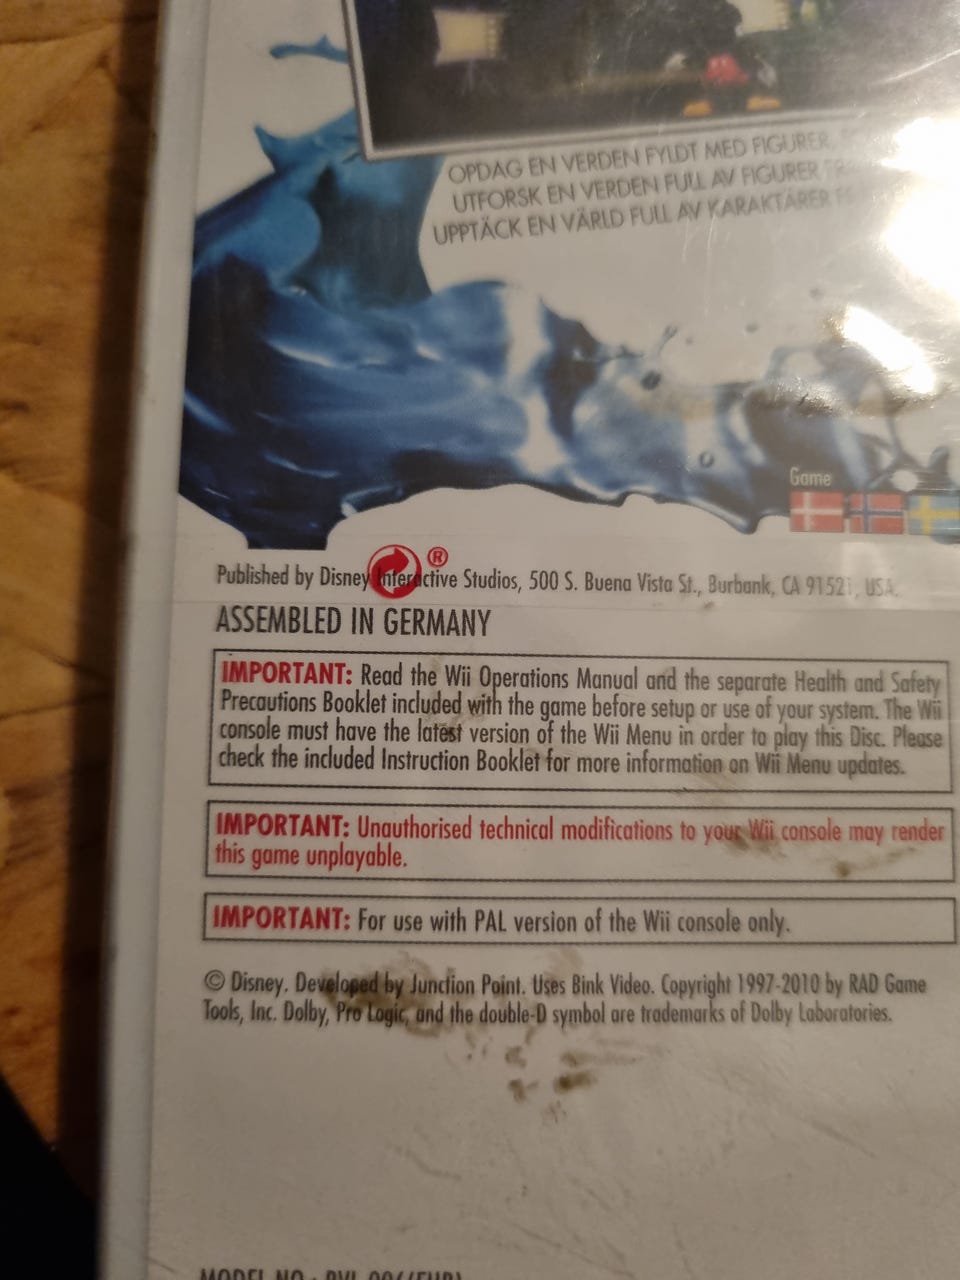 OPDAG EN VERDEN FYLDT MED FIGURER,
UTFORSK EN VERDEN FULL AV FIGURER
UPPTÄCK EN VÄRLD FULL AV KARAKTÄRER
Game
®
Published by Disney Interactive Studios, 500 S. Buena Vista St., Burbank, CA 91521, USA.
ASSEMBLED IN GERMANY
IMPORTANT: Read the Wii Operations Manual and the separate Health and Safety
Precautions Booklet included with the game before setup or use of your system. The Wii
console must have the latest version of the Wii Menu in order to play this Disc. Please
check the included Instruction Booklet for more information on Wii Menu updates.
IMPORTANT: Unauthorised technical modifications to your Wii console may render
this game unplayable.
IMPORTANT: For use with PAL version of the Wii console only.
© Disney. Developed by Junction Point. Uses Bink Video. Copyright 1997-2010 by RAD Game
Tools, Inc. Dolby, Pro Logic, and the double-D symbol are trademarks of Dolby Laboratories.
MODEL NO.: RVL-006(EUR)